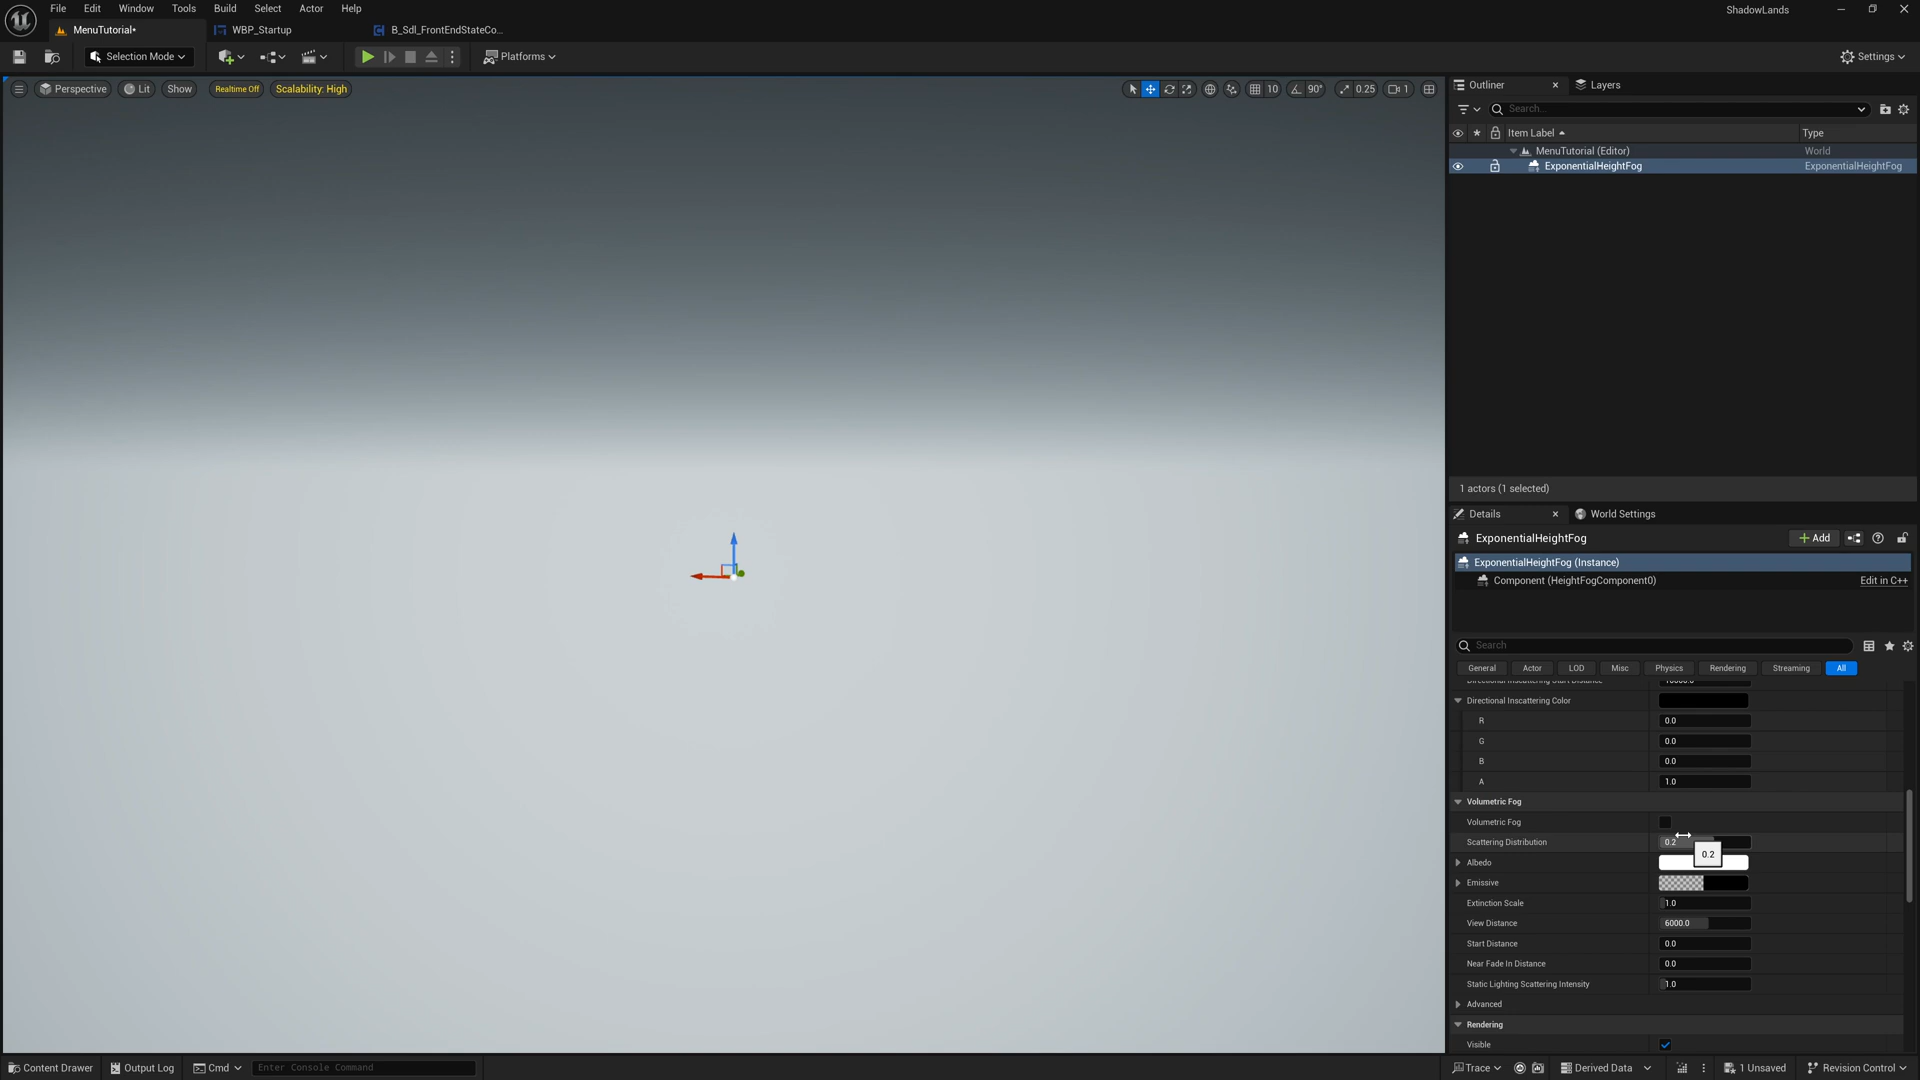 File Edit Window Tools Build Select Actor Help
ShadowLands
MenuTutorial•
WBP_Startup
B_Sdl_FrontEndStateCo...
Selection Mode
Platforms
Settings
Perspective
Lit
Show
Realtime Off
Scalability: High
10
90°
0.25
1
Outliner
Layers
Search...
Item Label
Type
MenuTutorial (Editor)
World
ExponentialHeightFog
ExponentialHeightFog
1 actors (1 selected)
Details
World Settings
ExponentialHeightFog
+ Add
ExponentialHeightFog (Instance)
Component (HeightFogComponent0)
Edit in C++
Search
General Actor LOD Misc Physics Rendering Streaming All
Directional Inscattering Start Distance
10000.0
Directional Inscattering Color
R 0.0
G 0.0
B 0.0
A 1.0
Volumetric Fog
Volumetric Fog
Scattering Distribution 0.2
0.2
Albedo
Emissive
Extinction Scale 1.0
View Distance 6000.0
Start Distance 0.0
Near Fade In Distance 0.0
Static Lighting Scattering Intensity 1.0
Advanced
Rendering
Visible
Content Drawer
Output Log
Cmd
Enter Console Command
Trace
Derived Data
1 Unsaved
Revision Control